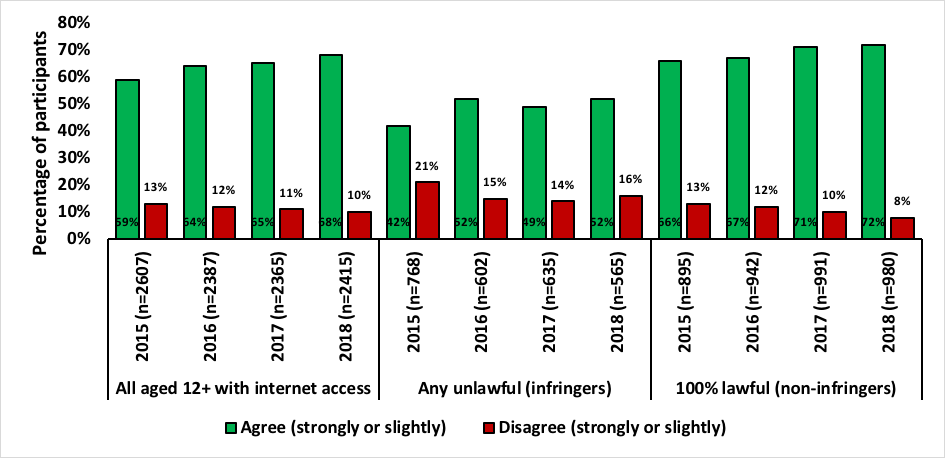 Percentage of participants
80%
70%
60%
50%
40%
30%
20%
10%
0%
59% 13% 64% 12% 65% 11% 68% 10% 42% 21% 52% 15% 49% 14% 52% 16% 66% 13% 67% 12% 71% 10% 72% 8%
2015 (n=2607)
2016 (n=2387)
2017 (n=2365)
2018 (n=2415)
2015 (n=768)
2016 (n=602)
2017 (n=635)
2018 (n=565)
2015 (n=895)
2016 (n=942)
2017 (n=991)
2018 (n=980)
All aged 12+ with internet access
Any unlawful (infringers)
100% lawful (non-infringers)
Agree (strongly or slightly)
Disagree (strongly or slightly)